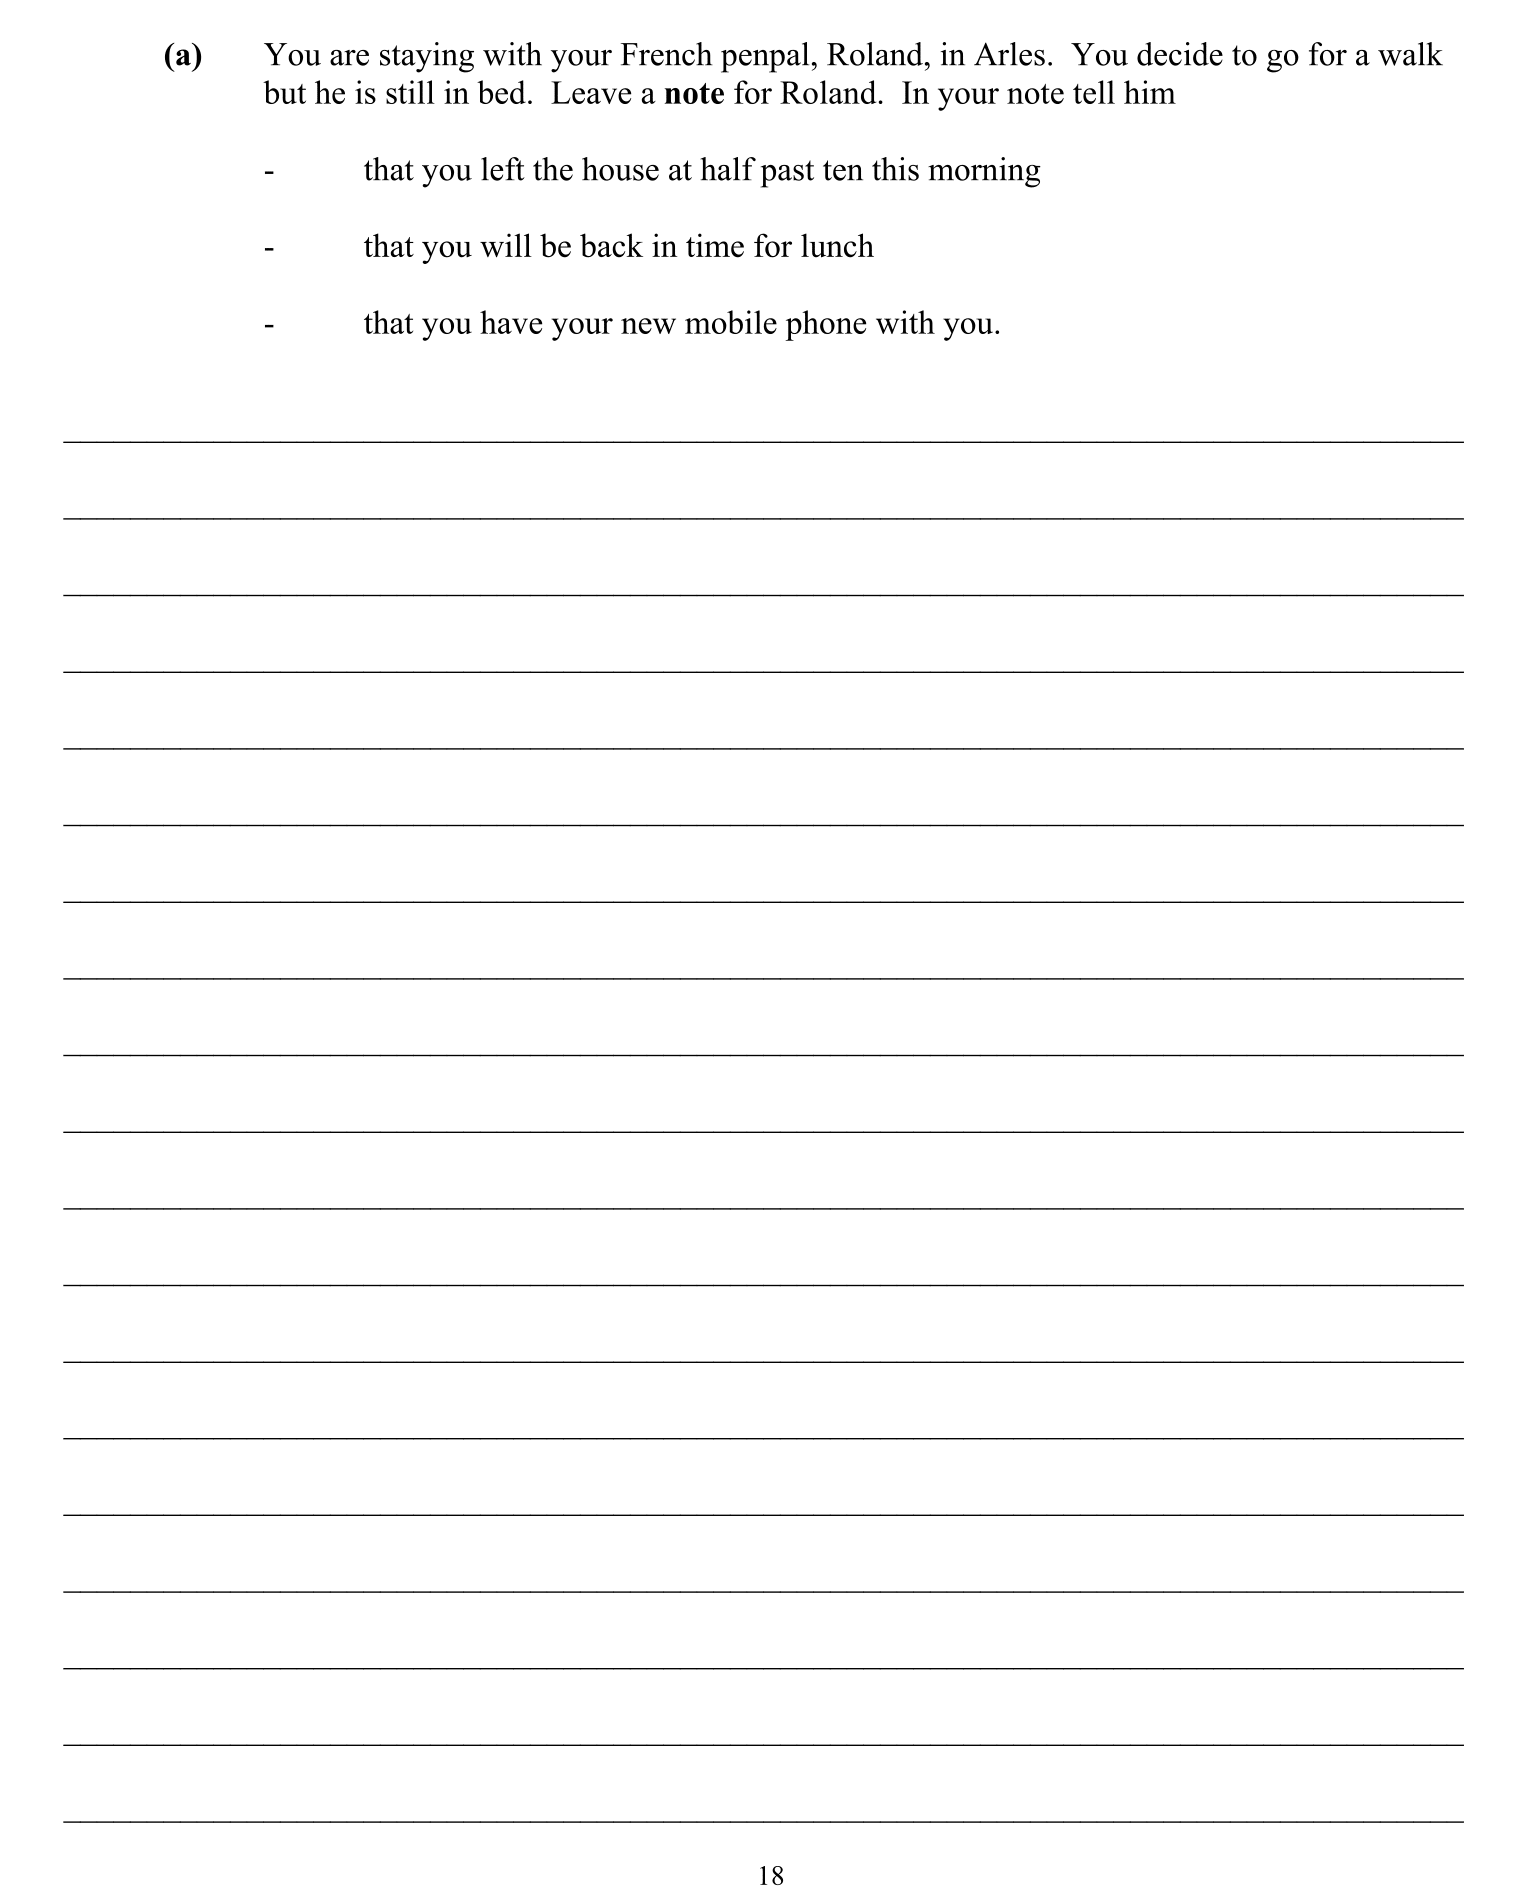 (a) You are staying with your French penpal, Roland, in Arles. You decide to go for a walk
but he is still in bed. Leave a note for Roland. In your note tell him
- that you left the house at half past ten this morning
- that you will be back in time for lunch
- that you have your new mobile phone with you.
18